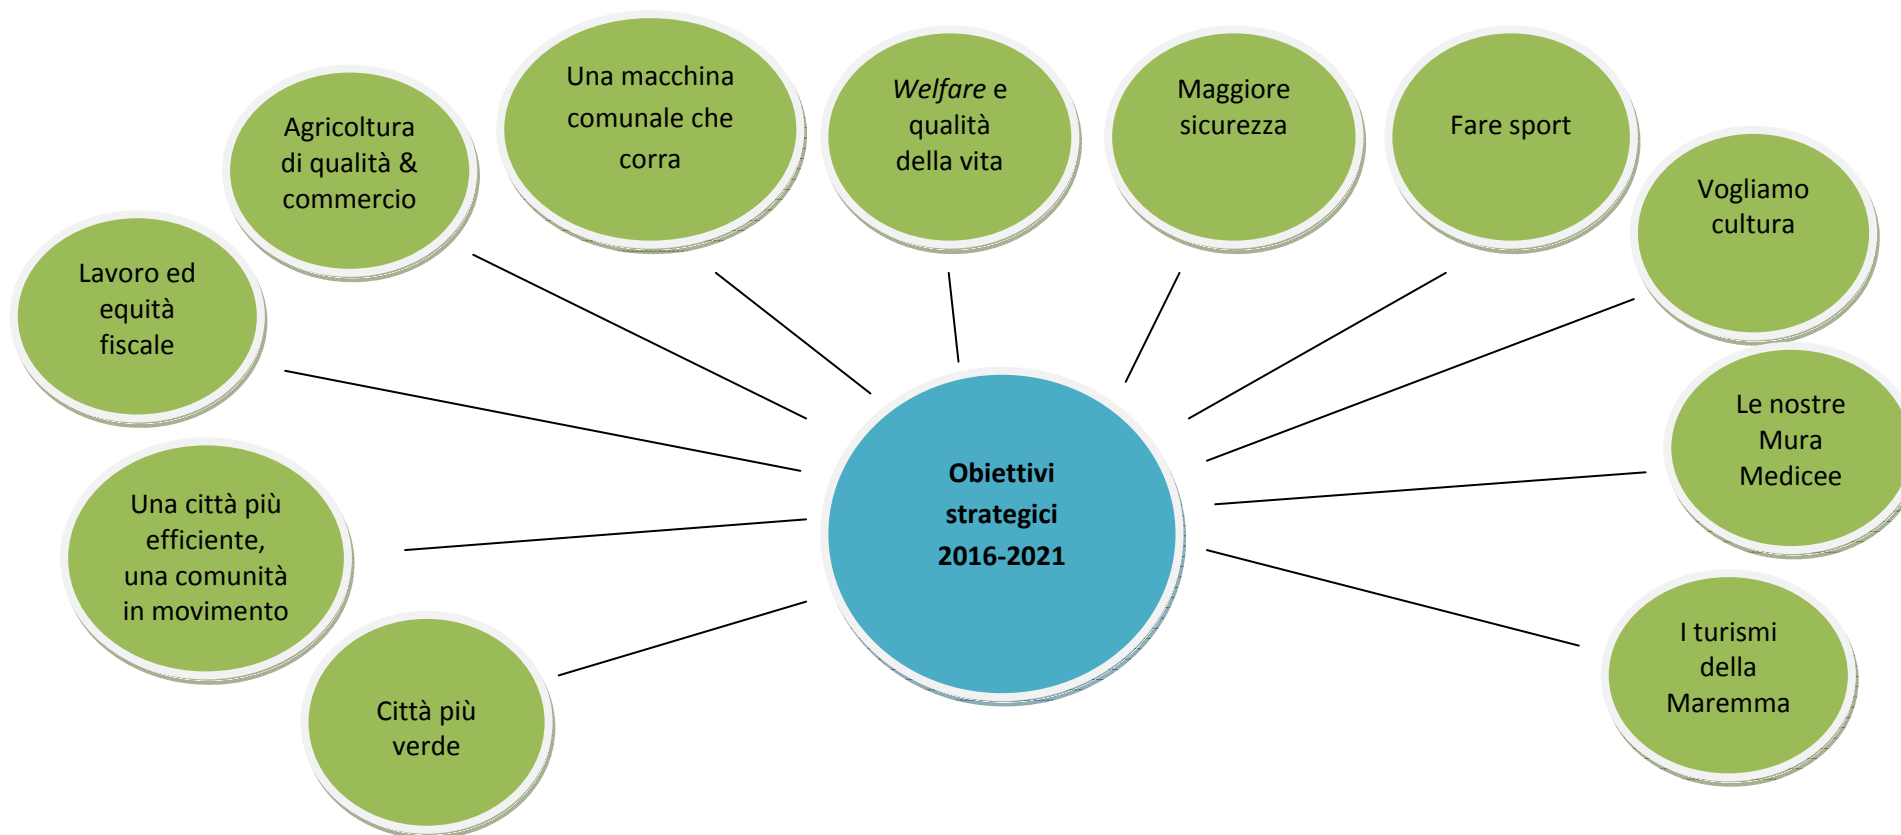 Una macchina
comunale che
corra
Welfare e
qualità
della vita
Maggiore
sicurezza
Fare sport
Agricoltura
di qualità &
commercio
Vogliamo
cultura
Lavoro ed
equità
fiscale
Le nostre
Mura
Medicee
Obiettivi
strategici
2016-2021
Una città più
efficiente,
una comunità
in movimento
I turismi
della
Maremma
Città più
verde